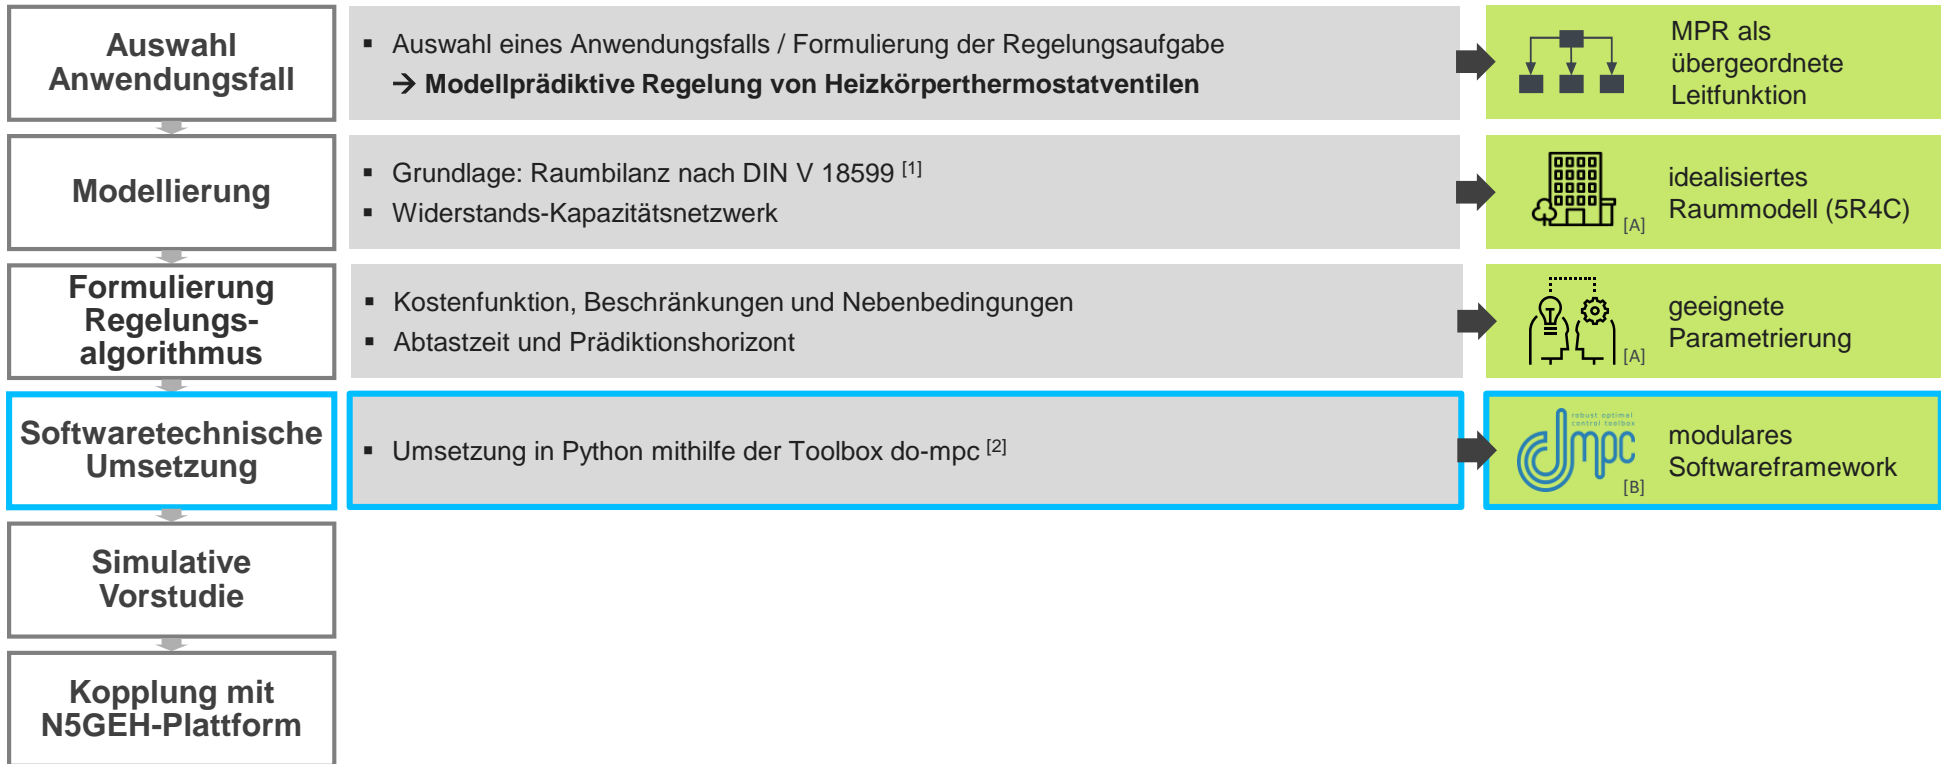 Auswahl
Anwendungsfall
▪ Auswahl eines Anwendungsfalls / Formulierung der Regelungsaufgabe
→ Modellprädiktive Regelung von Heizkörperthermostatventilen
MPR als
übergeordnete
Leitfunktion
Modellierung
▪ Grundlage: Raumbilanz nach DIN V 18599 [1]
▪ Widerstands-Kapazitätsnetzwerk
[A]
idealisiertes
Raummodell (5R4C)
Formulierung
Regelungs-
algorithmus
▪ Kostenfunktion, Beschränkungen und Nebenbedingungen
▪ Abtastzeit und Prädiktionshorizont
[A]
geeignete
Parametrierung
Softwaretechnische
Umsetzung
▪ Umsetzung in Python mithilfe der Toolbox do-mpc [2]
robust optimal
control toolbox
do mpc
[B]
modulares
Softwareframework
Simulative
Vorstudie
Kopplung mit
N5GEH-Plattform